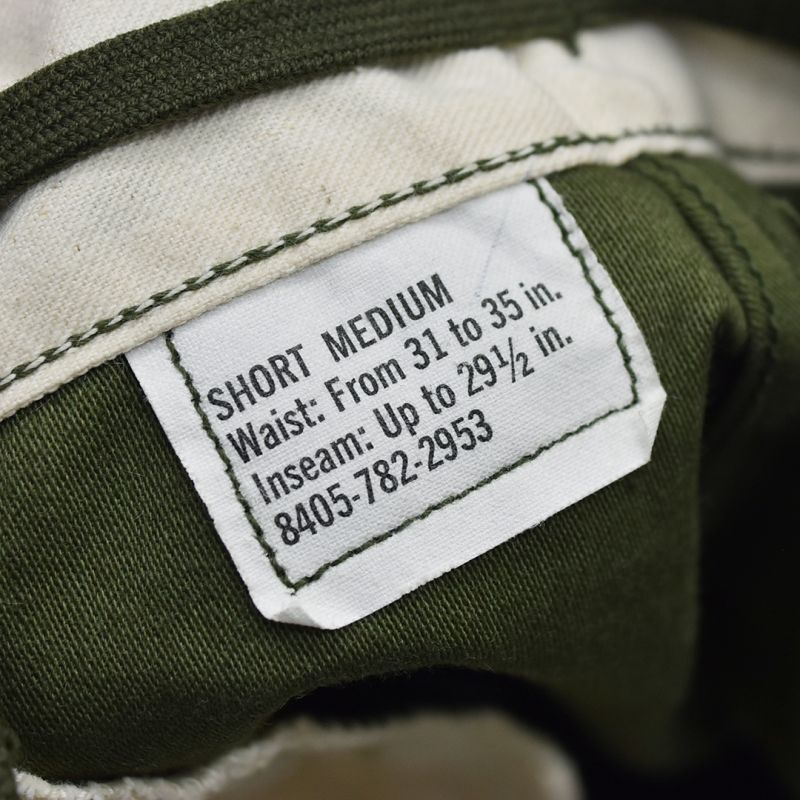 SHORT MEDIUM
Waist: From 31 to 35 in.
Inseam: Up to 29½ in.
8405-782-2953